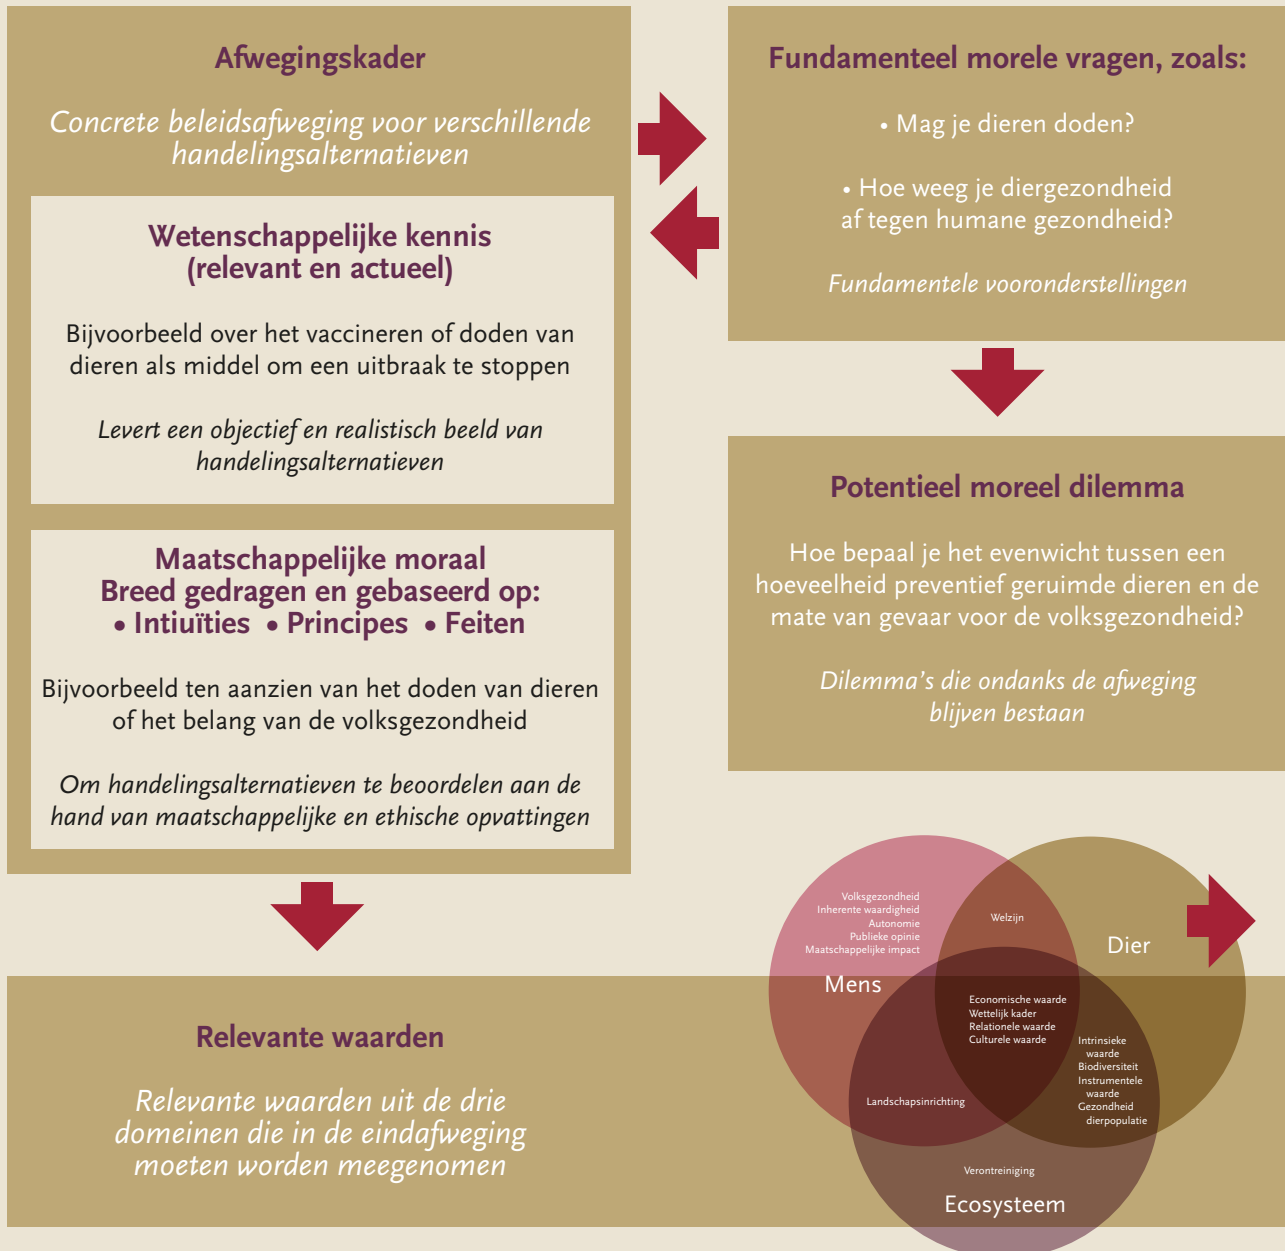 Afwegingskader
Concrete beleidsafweging voor verschillende
handelingsalternatieven
Wetenschappelijke kennis
(relevant en actueel)
Bijvoorbeeld over het vaccineren of doden van
dieren als middel om een uitbraak te stoppen
Levert een objectief en realistisch beeld van
handelingsalternatieven
Maatschappelijke moraal
Breed gedragen en gebaseerd op:
• Intiuïties • Principes • Feiten
Bijvoorbeeld ten aanzien van het doden van dieren
of het belang van de volksgezondheid
Om handelingsalternatieven te beoordelen aan de
hand van maatschappelijke en ethische opvattingen
Fundamenteel morele vragen, zoals:
• Mag je dieren doden?
• Hoe weeg je diergezondheid
af tegen humane gezondheid?
Fundamentele vooronderstellingen
Potentieel moreel dilemma
Hoe bepaal je het evenwicht tussen een
hoeveelheid preventief geruimde dieren en de
mate van gevaar voor de volksgezondheid?
Dilemma's die ondanks de afweging
blijven bestaan
Relevante waarden
Relevante waarden uit de drie
domeinen die in de eindafweging
moeten worden meegenomen
Volksgezondheid
Inherente waardigheid
Autonomie
Publieke opinie
Maatschappelijke impact
Mens
Welzijn
Dier
Economische waarde
Wettelijk kader
Relationele waarde
Culturele waarde
Intrinsieke
waarde
Biodiversiteit
Instrumentele
waarde
Gezondheid
dierpopulatie
Landschapsinrichting
Verontreiniging
Ecosysteem